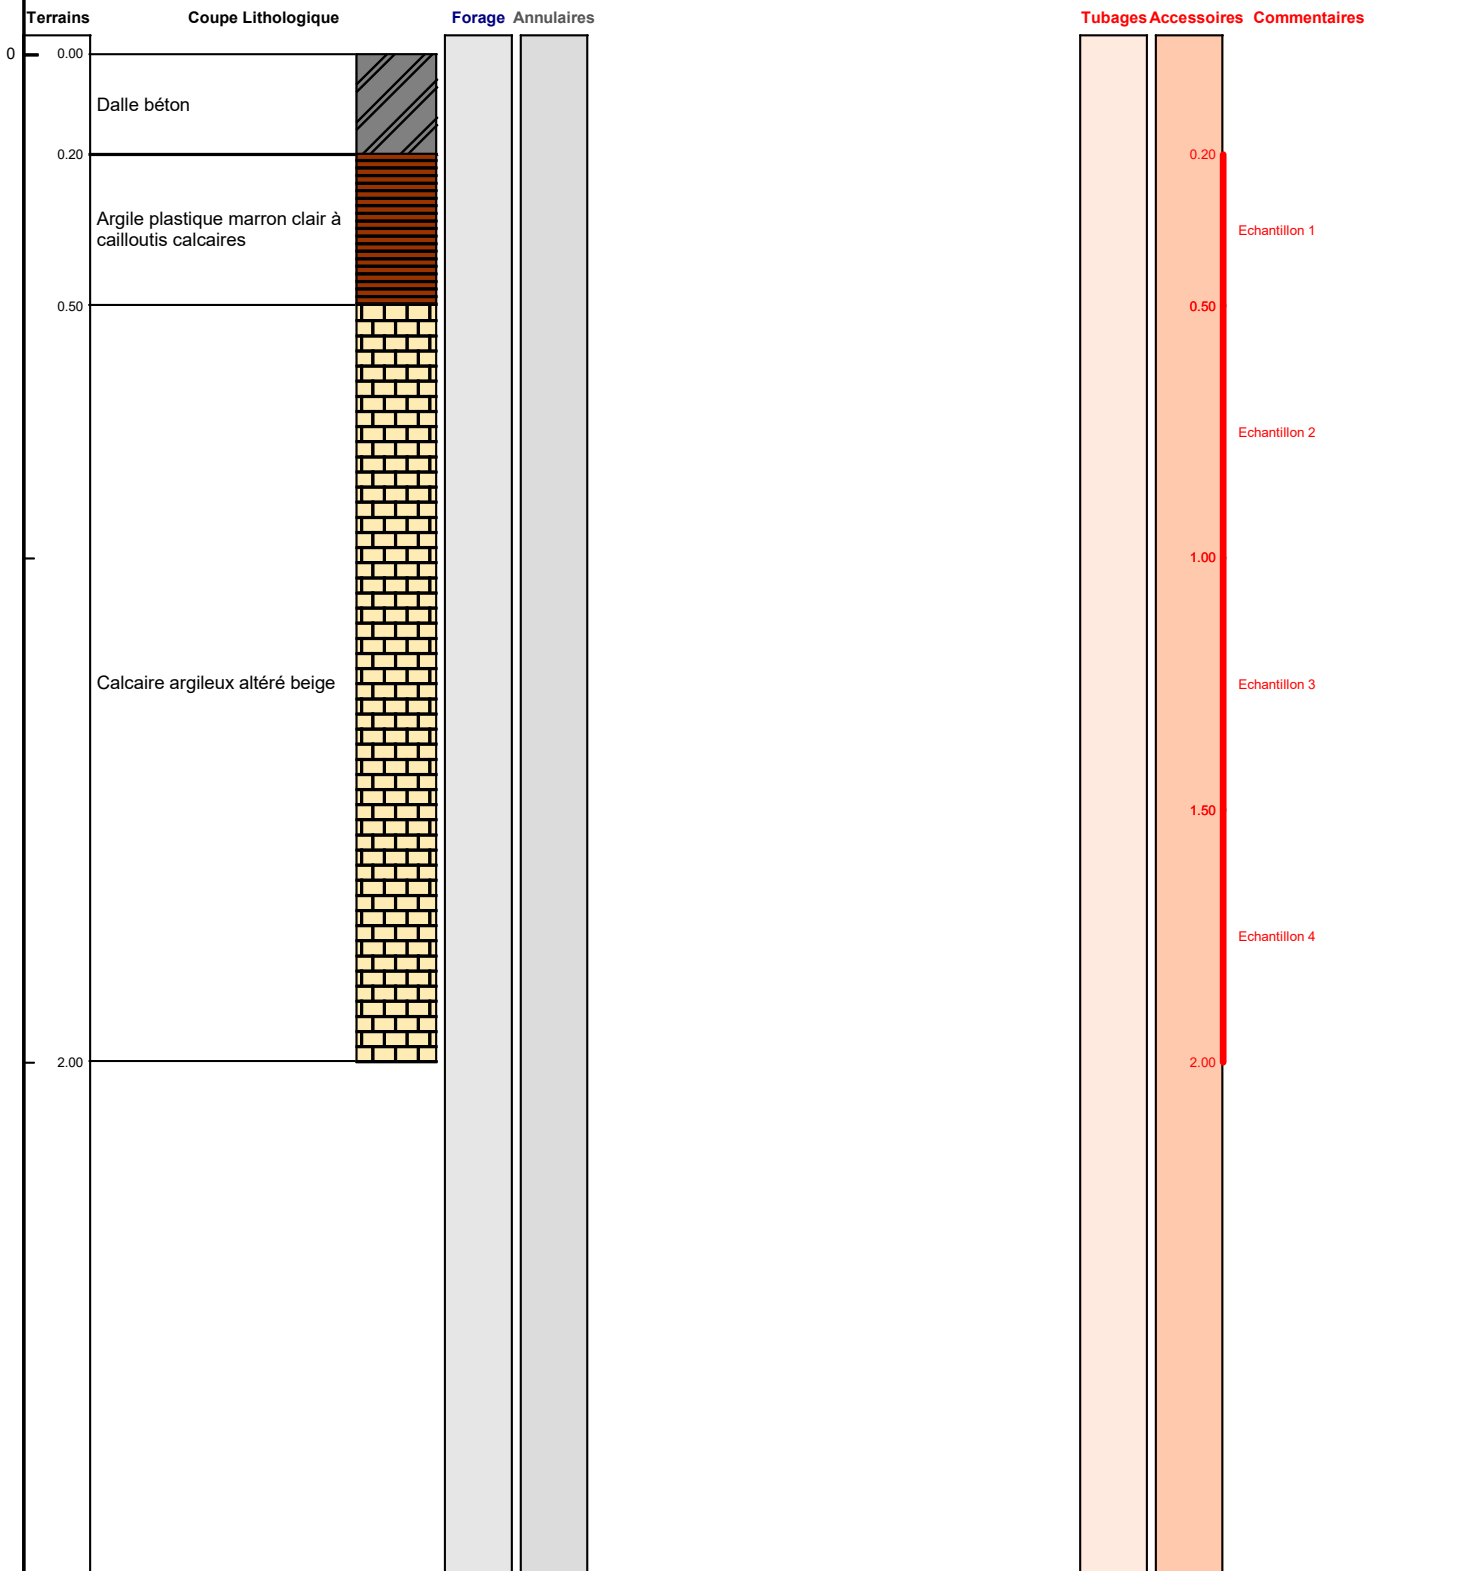 Terrains Coupe Lithologique Forage Annulaires Tubages Accessoires Commentaires
0 0.00
Dalle béton
0.20 0.20
Argile plastique marron clair à
cailloutis calcaires
Echantillon 1
0.50 0.50
Echantillon 2
1.00
Calcaire argileux altéré beige
Echantillon 3
1.50
Echantillon 4
2.00 2.00